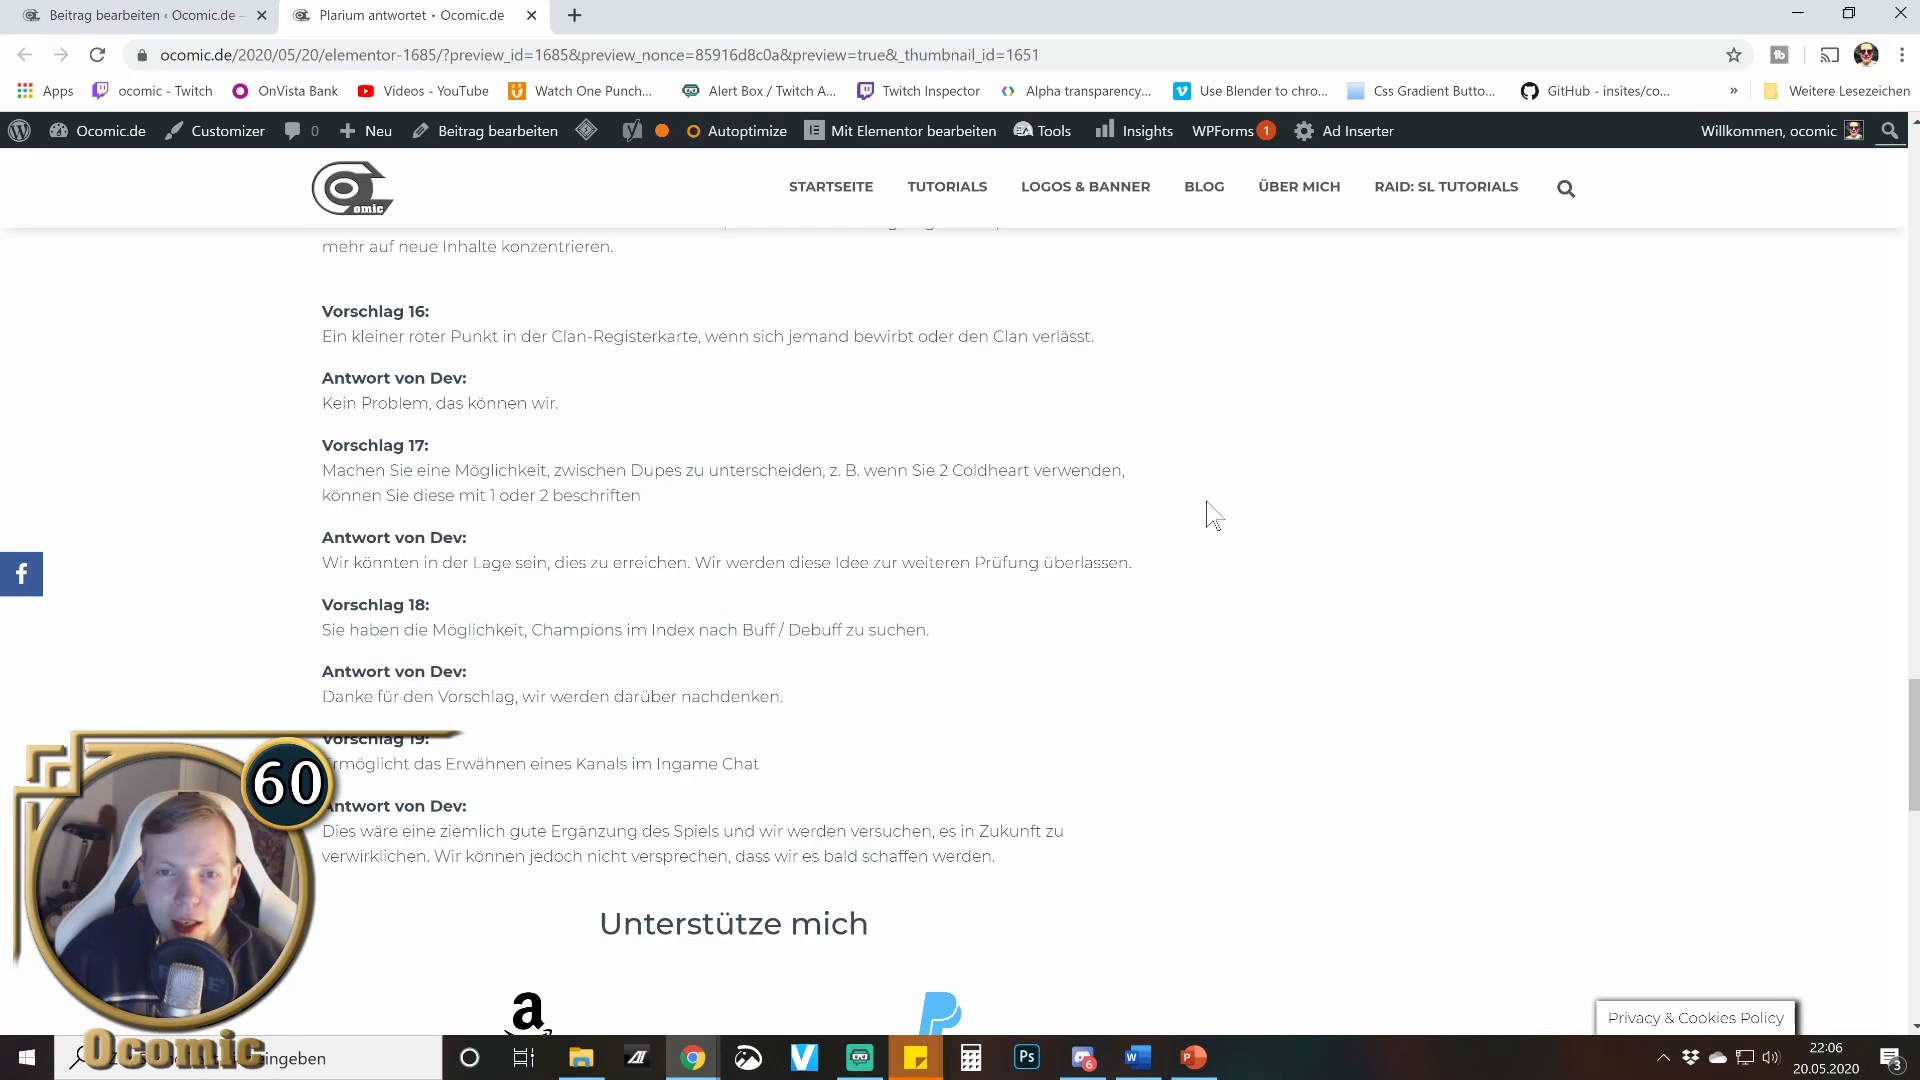 Beitrag bearbeiten ‹ Ocomic.de –
Plarium antwortet • Ocomic.de
ocomic.de/2020/05/20/elementor-1685/?preview_id=1685&preview_nonce=85916d8c0a&preview=true&_thumbnail_id=1651
Apps
ocomic - Twitch
OnVista Bank
Videos - YouTube
Watch One Punch...
Alert Box / Twitch A...
Twitch Inspector
Alpha transparency...
Use Blender to chro...
Css Gradient Butto...
GitHub - insites/co...
»
Weitere Lesezeichen
Ocomic.de
Customizer
0
Neu
Beitrag bearbeiten
Autoptimize
Mit Elementor bearbeiten
Tools
Insights
WPForms 1
Ad Inserter
Willkommen, ocomic
omic
STARTSEITE
TUTORIALS
LOGOS & BANNER
BLOG
ÜBER MICH
RAID: SL TUTORIALS
mehr auf neue Inhalte konzentrieren.
Vorschlag 16:
Ein kleiner roter Punkt in der Clan-Registerkarte, wenn sich jemand bewirbt oder den Clan verlässt.
Antwort von Dev:
Kein Problem, das können wir.
Vorschlag 17:
Machen Sie eine Möglichkeit, zwischen Dupes zu unterscheiden, z. B. wenn Sie 2 Coldheart verwenden,
können Sie diese mit 1 oder 2 beschriften
Antwort von Dev:
Wir könnten in der Lage sein, dies zu erreichen. Wir werden diese Idee zur weiteren Prüfung überlassen.
Vorschlag 18:
Sie haben die Möglichkeit, Champions im Index nach Buff / Debuff zu suchen.
Antwort von Dev:
Danke für den Vorschlag, wir werden darüber nachdenken.
Vorschlag 19:
rmöglicht das Erwähnen eines Kanals im Ingame Chat
Antwort von Dev:
Dies wäre eine ziemlich gute Ergänzung des Spiels und wir werden versuchen, es in Zukunft zu
verwirklichen. Wir können jedoch nicht versprechen, dass wir es bald schaffen werden.
60
Unterstütze mich
Privacy & Cookies Policy
Ocomic
eingeben
6
22:06
20.05.2020
3